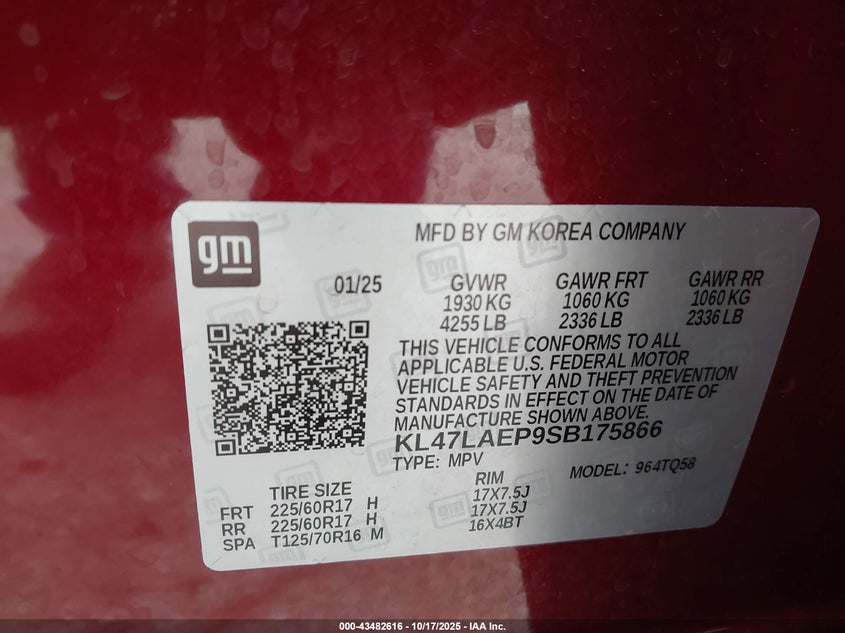 gm
MFD BY GM KOREA COMPANY
01/25
GVWR GAWR FRT GAWR RR
1930 KG 1060 KG 1060 KG
4255 LB 2336 LB 2336 LB
THIS VEHICLE CONFORMS TO ALL
APPLICABLE U.S. FEDERAL MOTOR
VEHICLE SAFETY AND THEFT PREVENTION
STANDARDS IN EFFECT ON THE DATE OF
MANUFACTURE SHOWN ABOVE.
KL47LAEP9SB175866
TYPE: MPV MODEL: 964TQ58
TIRE SIZE RIM
FRT 225/60R17 H 17X7.5J
RR 225/60R17 H 17X7.5J
SPA T125/70R16 M 16X4BT
000-43482616 - 10/17/2025 - IAA Inc.